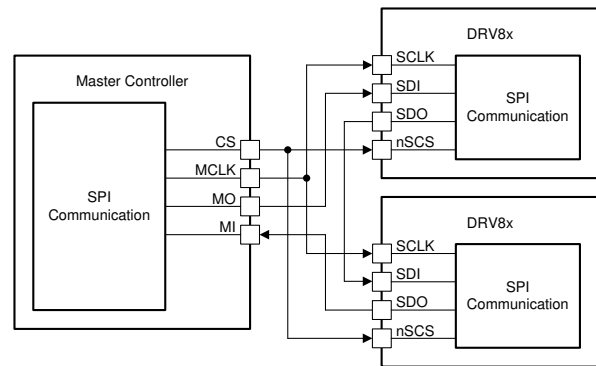 Master Controller
SPI
Communication
CS
MCLK
MO
MI
DRV8x
SCLK
SDI
SDO
nSCS
SPI
Communication
DRV8x
SCLK
SDI
SDO
nSCS
SPI
Communication